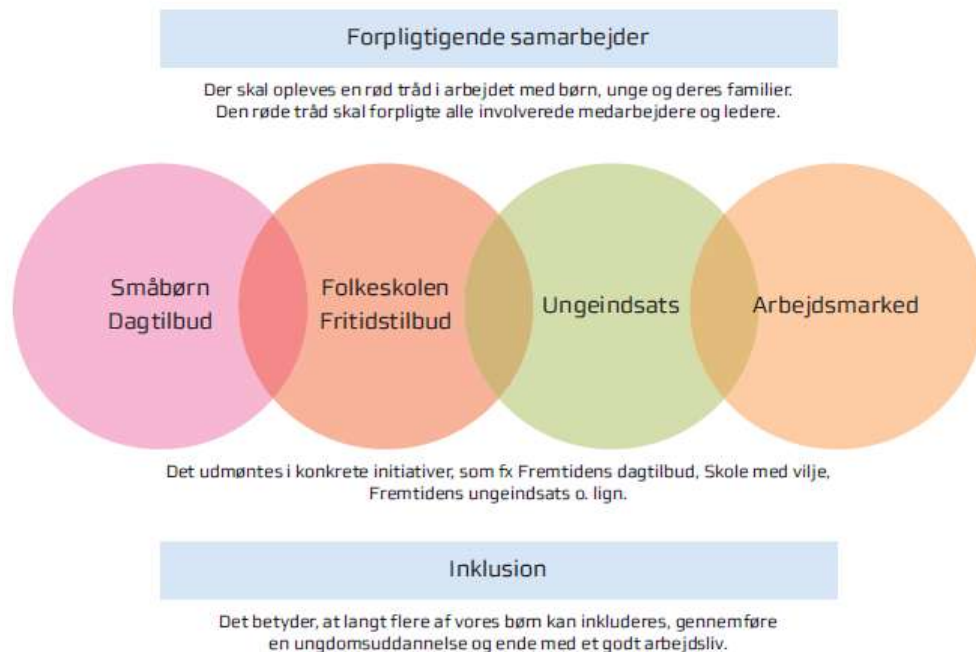 Forpligtigende samarbejder
Der skal opleves en rød tråd i arbejdet med børn, unge og deres familier.
Den røde tråd skal forpligte alle involverede medarbejdere og ledere.
Småbørn
Dagtilbud
Folkeskolen
Fritidstilbud
Ungeindsats
Arbejdsmarked
Det udmøntes i konkrete initiativer, som fx Fremtidens dagtilbud, Skole med vilje,
Fremtidens ungeindsats o. lign.
Inklusion
Det betyder, at langt flere af vores børn kan inkluderes, gennemføre
en ungdomsuddannelse og ende med et godt arbejdsliv.